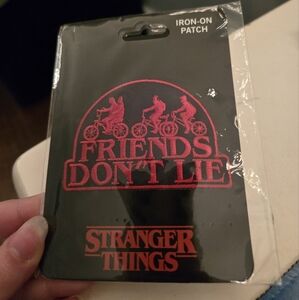 IRON-ON
PATCH
FRIENDS
DON'T LIE
STRANGER
THINGS